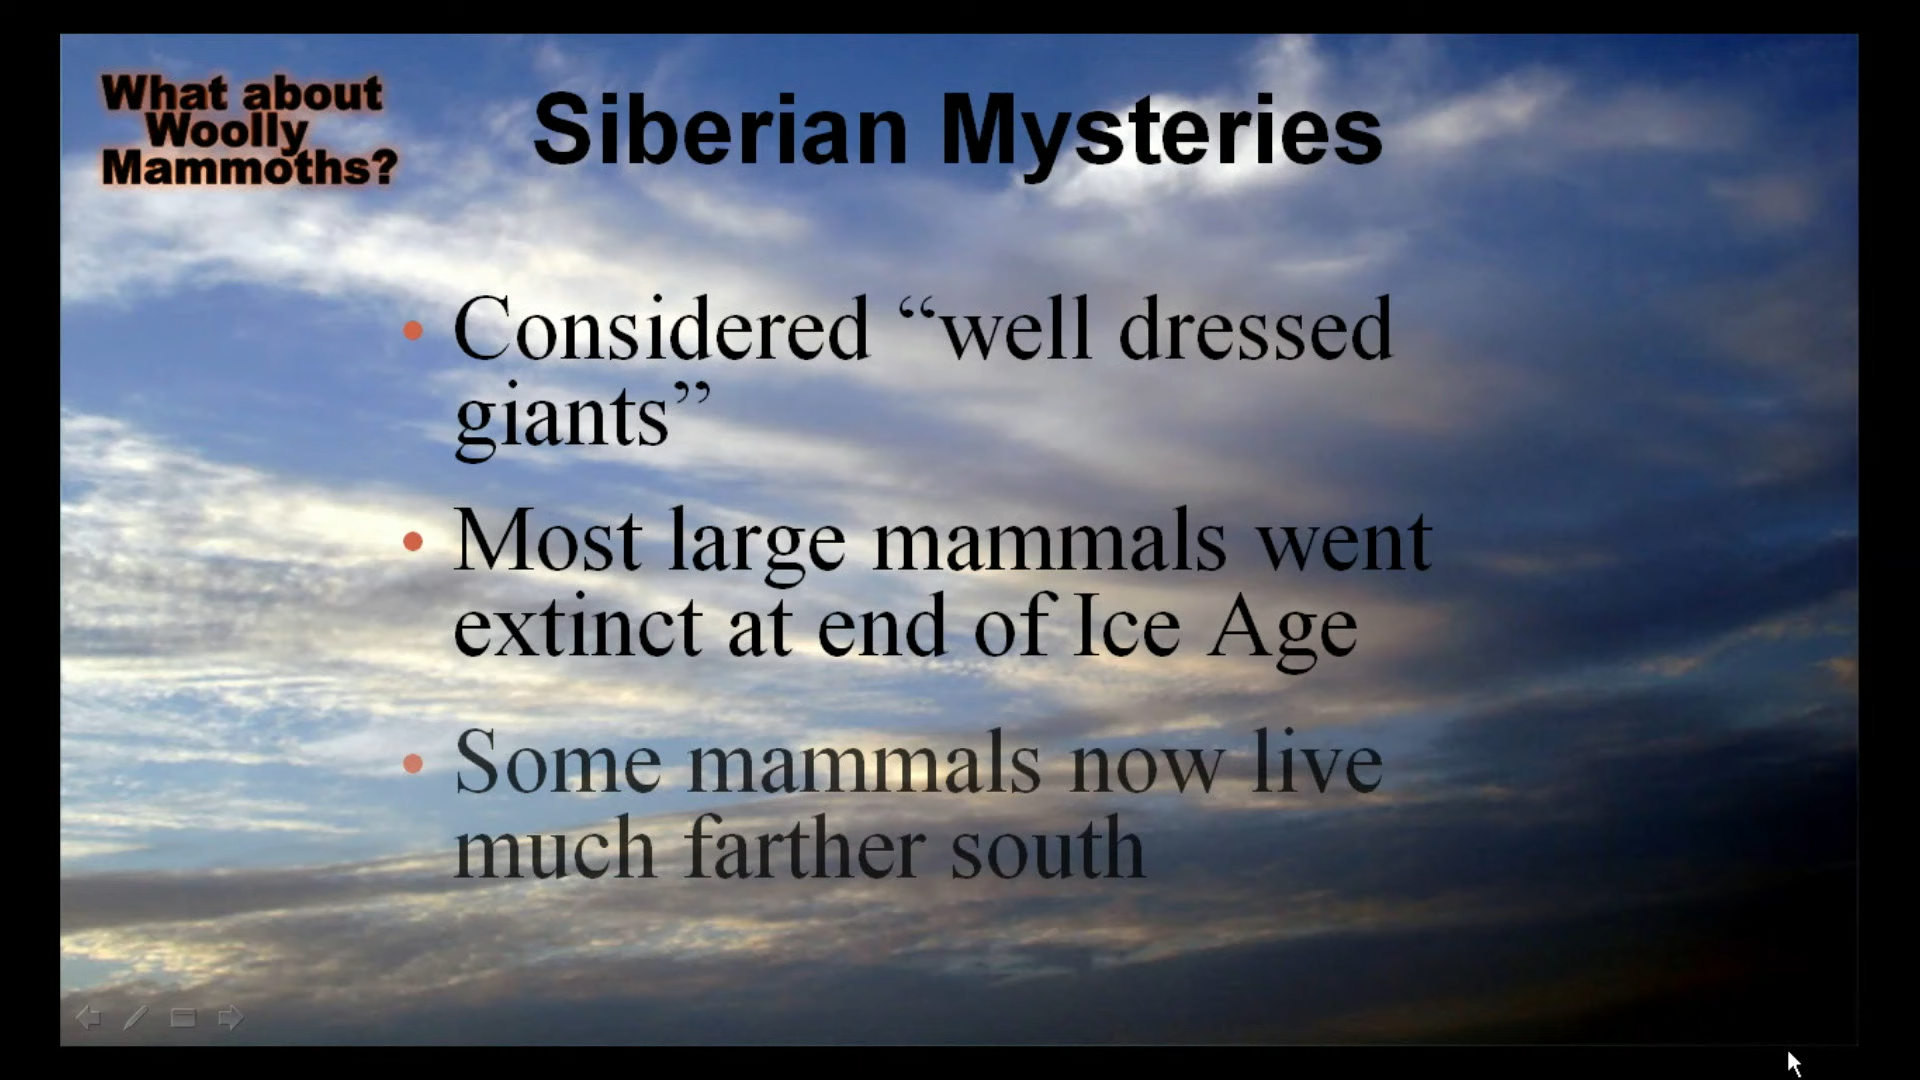 What about
Woolly
Mammoths?
Siberian Mysteries
• Considered “well dressed
giants”
• Most large mammals went
extinct at end of Ice Age
• Some mammals now live
much farther south